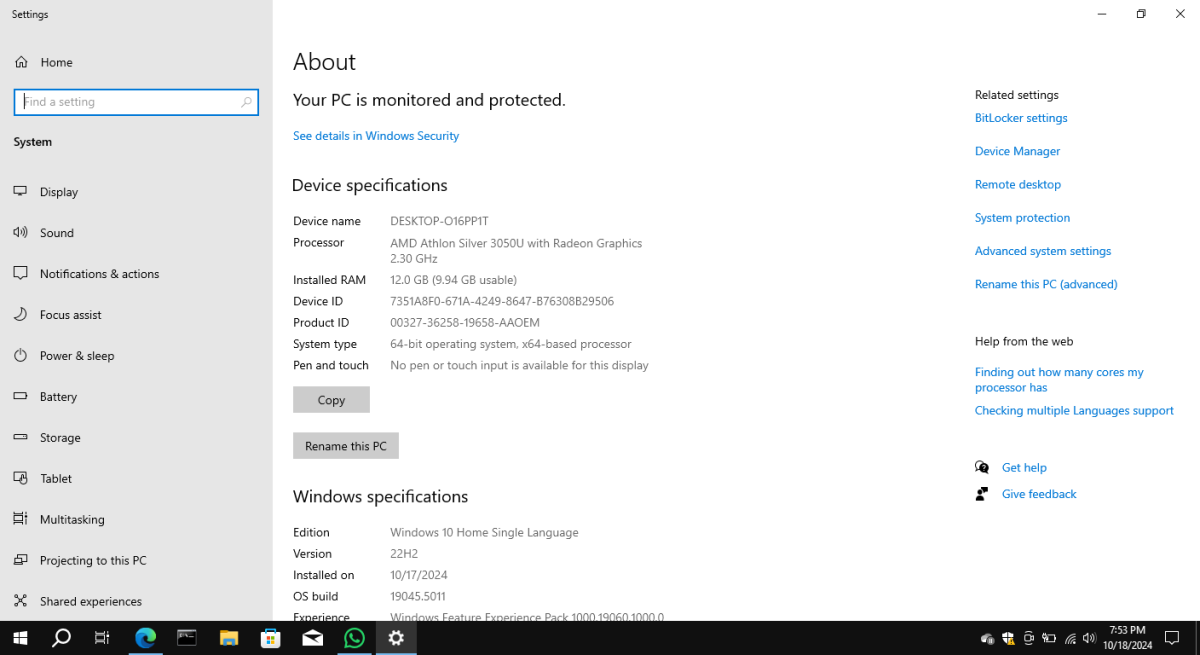 Settings
Home
Find a setting
System
Display
Sound
Notifications & actions
Focus assist
Power & sleep
Battery
Storage
Tablet
Multitasking
Projecting to this PC
Shared experiences
About
Your PC is monitored and protected.
See details in Windows Security
Device specifications
Device name DESKTOP-O16PP1T
Processor AMD Athlon Silver 3050U with Radeon Graphics
2.30 GHz
Installed RAM 12.0 GB (9.94 GB usable)
Device ID 7351A8F0-671A-4249-8647-B76308B29506
Product ID 00327-36258-19658-AAOEM
System type 64-bit operating system, x64-based processor
Pen and touch No pen or touch input is available for this display
Copy
Rename this PC
Windows specifications
Edition Windows 10 Home Single Language
Version 22H2
Installed on 10/17/2024
OS build 19045.5011
Experience Windows Feature Experience Pack 1000.19060.1000.0
Related settings
BitLocker settings
Device Manager
Remote desktop
System protection
Advanced system settings
Rename this PC (advanced)
Help from the web
Finding out how many cores my
processor has
Checking multiple Languages support
Get help
Give feedback
7:53 PM
10/18/2024